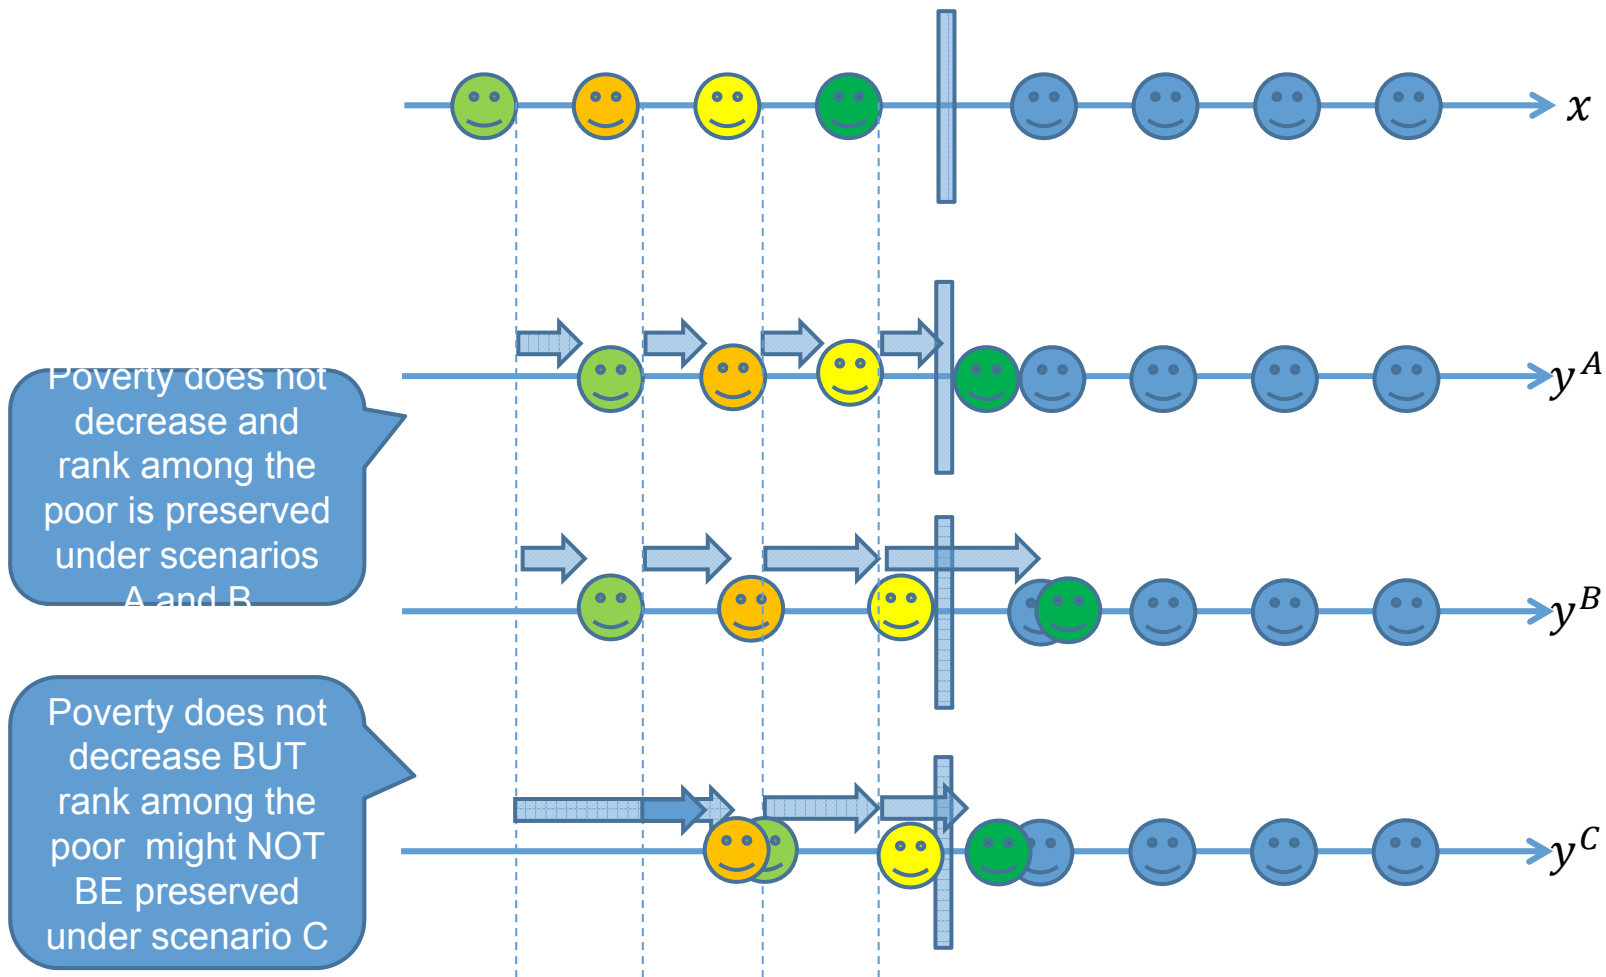 x
y^A
Poverty does not
decrease and
rank among the
poor is preserved
under scenarios
A and B
y^B
Poverty does not
decrease BUT
rank among the
poor might NOT
BE preserved
under scenario C
y^C